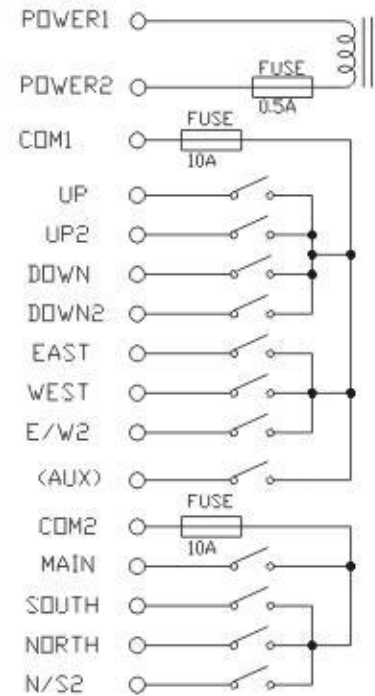 POWER1
FUSE
POWER2
0.5A
FUSE
COM1
10A
UP
UP2
DOWN
DOWN2
EAST
WEST
E/W2
(AUX)
FUSE
COM2
10A
MAIN
SOUTH
NORTH
N/S2